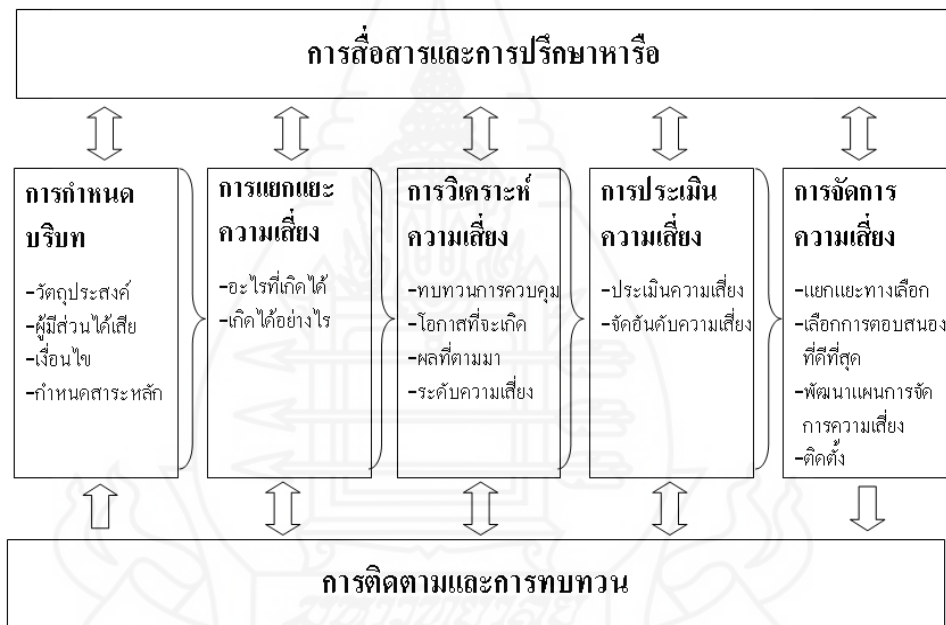 การสื่อสารและการปรึกษาหารือ
การกำหนด
บริบท
-วัตถุประสงค์
-ผู้มีส่วนได้เสีย
-เงื่อนไข
-กำหนดสาระหลัก
การแยกแยะ
ความเสี่ยง
-อะไรที่เกิดได้
-เกิดได้อย่างไร
การวิเคราะห์
ความเสี่ยง
-ทบทวนการควบคุม
-โอกาสที่จะเกิด
-ผลที่ตามมา
-ระดับความเสี่ยง
การประเมิน
ความเสี่ยง
-ประเมินความเสี่ยง
-จัดอันดับความเสี่ยง
การจัดการ
ความเสี่ยง
-แยกแยะทางเลือก
-เลือกการตอบสนอง
ที่ดีที่สุด
-พัฒนาแผนการจัด
การความเสี่ยง
-ติดตั้ง
การติดตามและการทบทวน